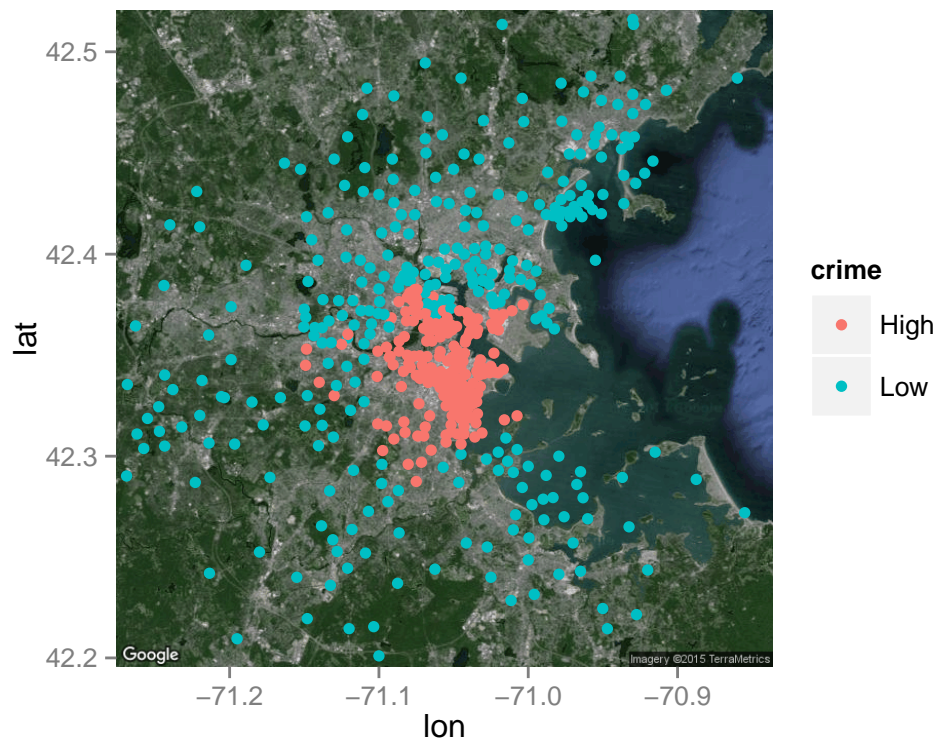 42.5
42.4
42.3
42.2
lat
−71.2
−71.1
−71.0
−70.9
lon
crime
High
Low
Google
Imagery ©2015 TerraMetrics